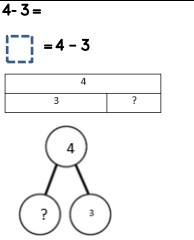 4- 3 =
= 4 - 3
4
3 ?
4
? 3